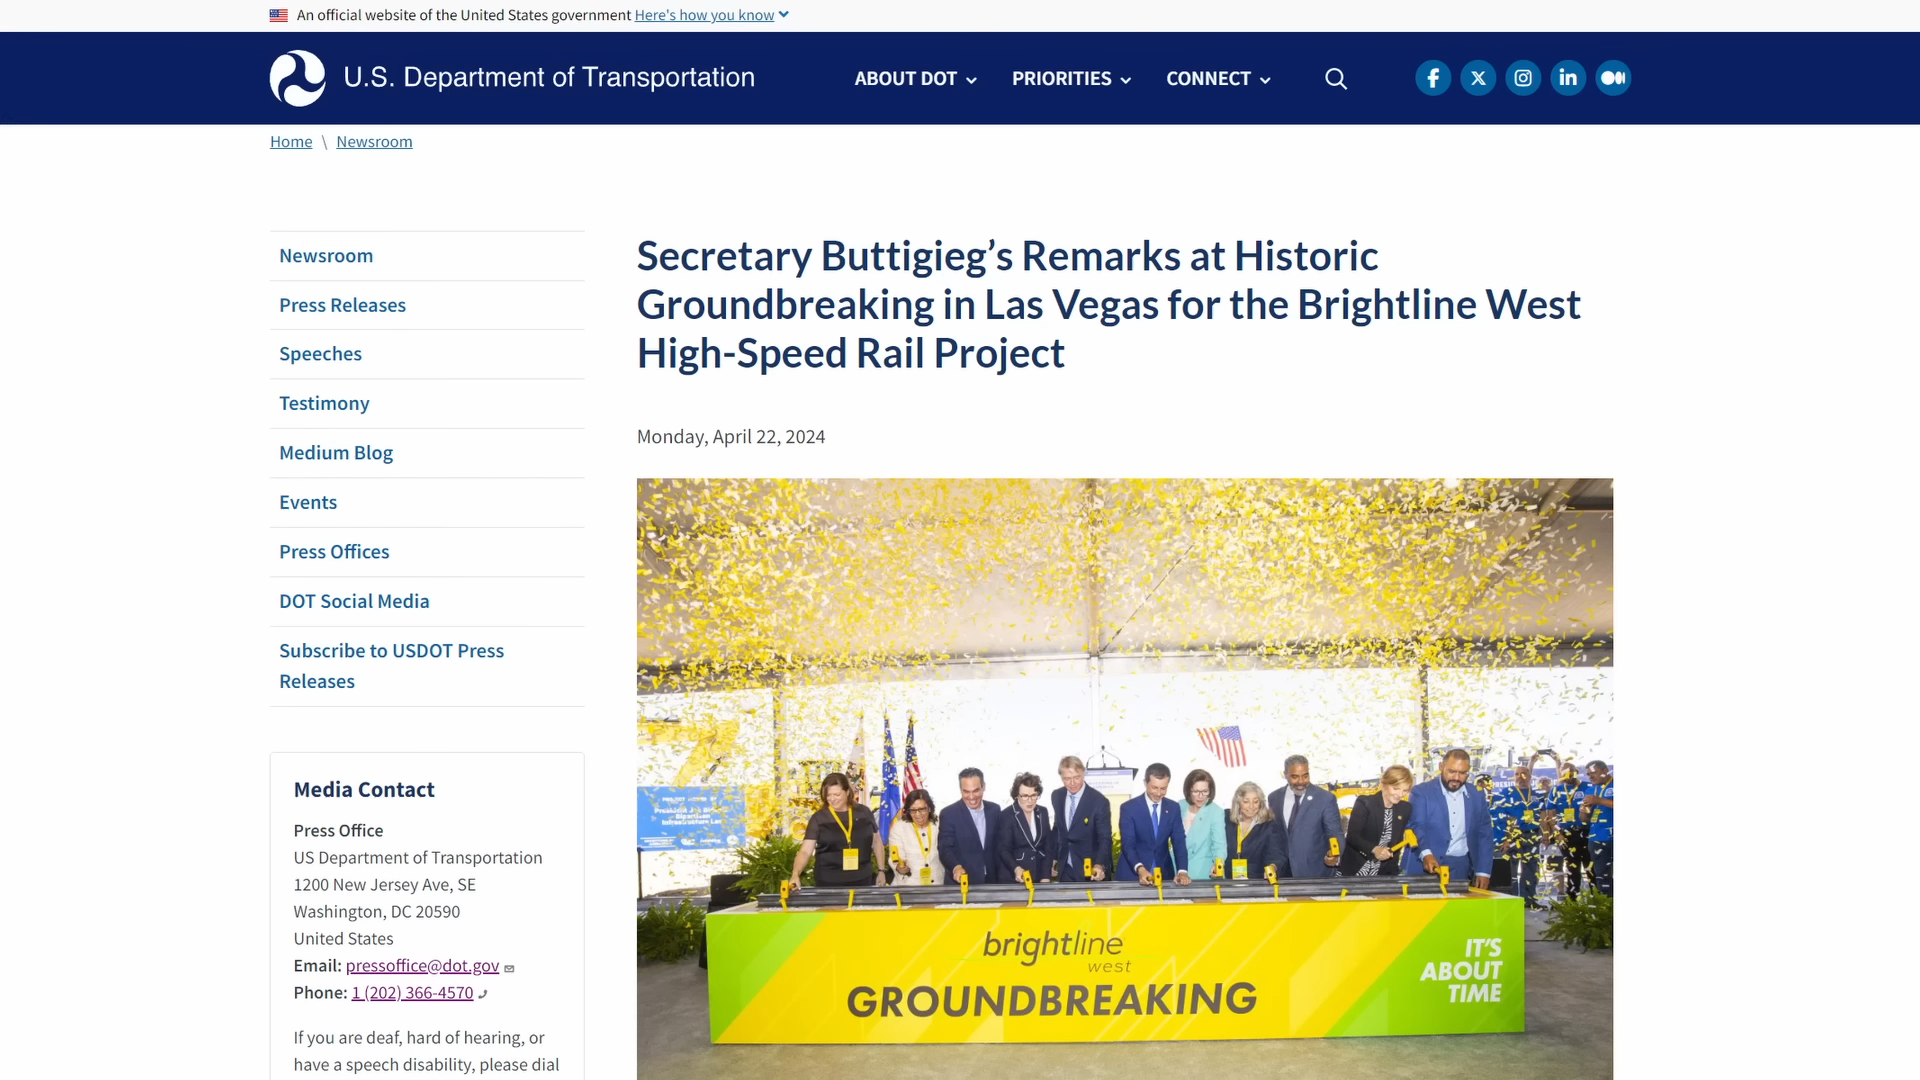 An official website of the United States government Here's how you know
U.S. Department of Transportation
ABOUT DOT
PRIORITIES
CONNECT
Home \ Newsroom
Newsroom
Press Releases
Speeches
Testimony
Medium Blog
Events
Press Offices
DOT Social Media
Subscribe to USDOT Press
Releases
Media Contact
Press Office
US Department of Transportation
1200 New Jersey Ave, SE
Washington, DC 20590
United States
Email: pressoffice@dot.gov
Phone: 1 (202) 366-4570
If you are deaf, hard of hearing, or
have a speech disability, please dial
Secretary Buttigieg’s Remarks at Historic
Groundbreaking in Las Vegas for the Brightline West
High-Speed Rail Project
Monday, April 22, 2024
brightline
west
GROUNDBREAKING
IT'S
ABOUT
TIME